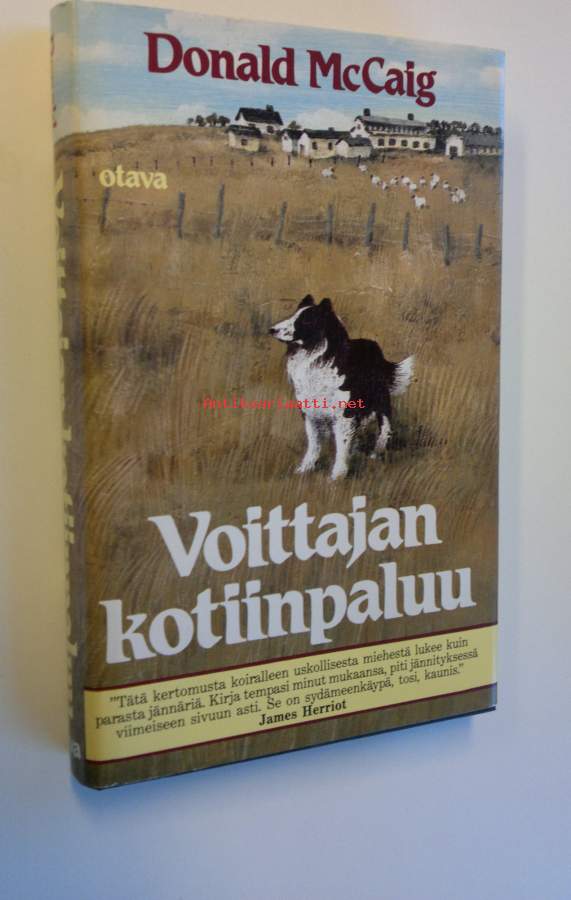 Donald McCaig
otava
Antikvariaatti.net
Voittajan
kotiinpaluu
"Tätä kertomusta koiralleen uskollisesta miehestä lukee kuin
parasta jännäriä. Kirja tempasi minut mukaansa, piti jännityksessä
viimeiseen sivuun asti. Se on sydämeenkäypä, tosi, kaunis."
James Herriot